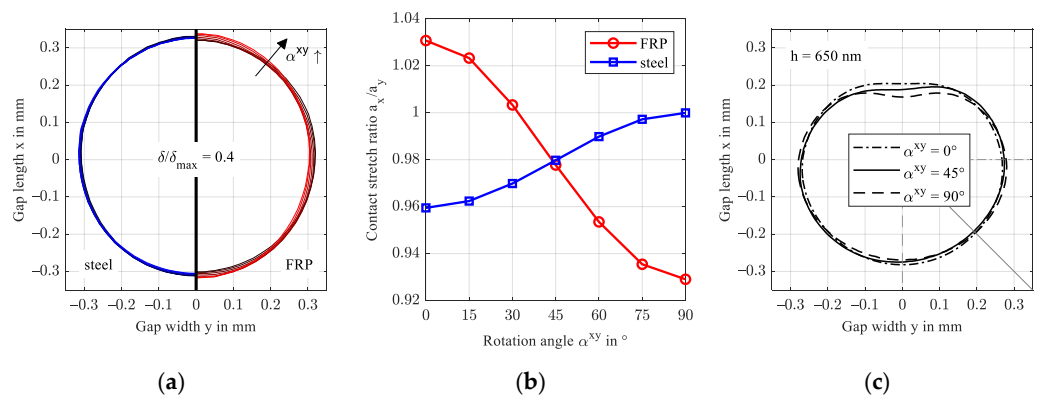 0.3
0.2
0.1
0
−0.1
−0.2
−0.3
Gap length x in mm
α^xy ↑
δ/δ_max = 0.4
steel
FRP
−0.3 −0.2 −0.1 0 0.1 0.2 0.3
Gap width y in mm
(a)
1.04
1.02
1
0.98
0.96
0.94
0.92
Contact stretch ratio a_x/a_y
FRP
steel
0 15 30 45 60 75 90
Rotation angle α^xy in °
(b)
0.3
0.2
0.1
0
−0.1
−0.2
−0.3
Gap length x in mm
h = 650 nm
α^xy = 0°
α^xy = 45°
α^xy = 90°
−0.3 −0.2 −0.1 0 0.1 0.2 0.3
Gap width y in mm
(c)